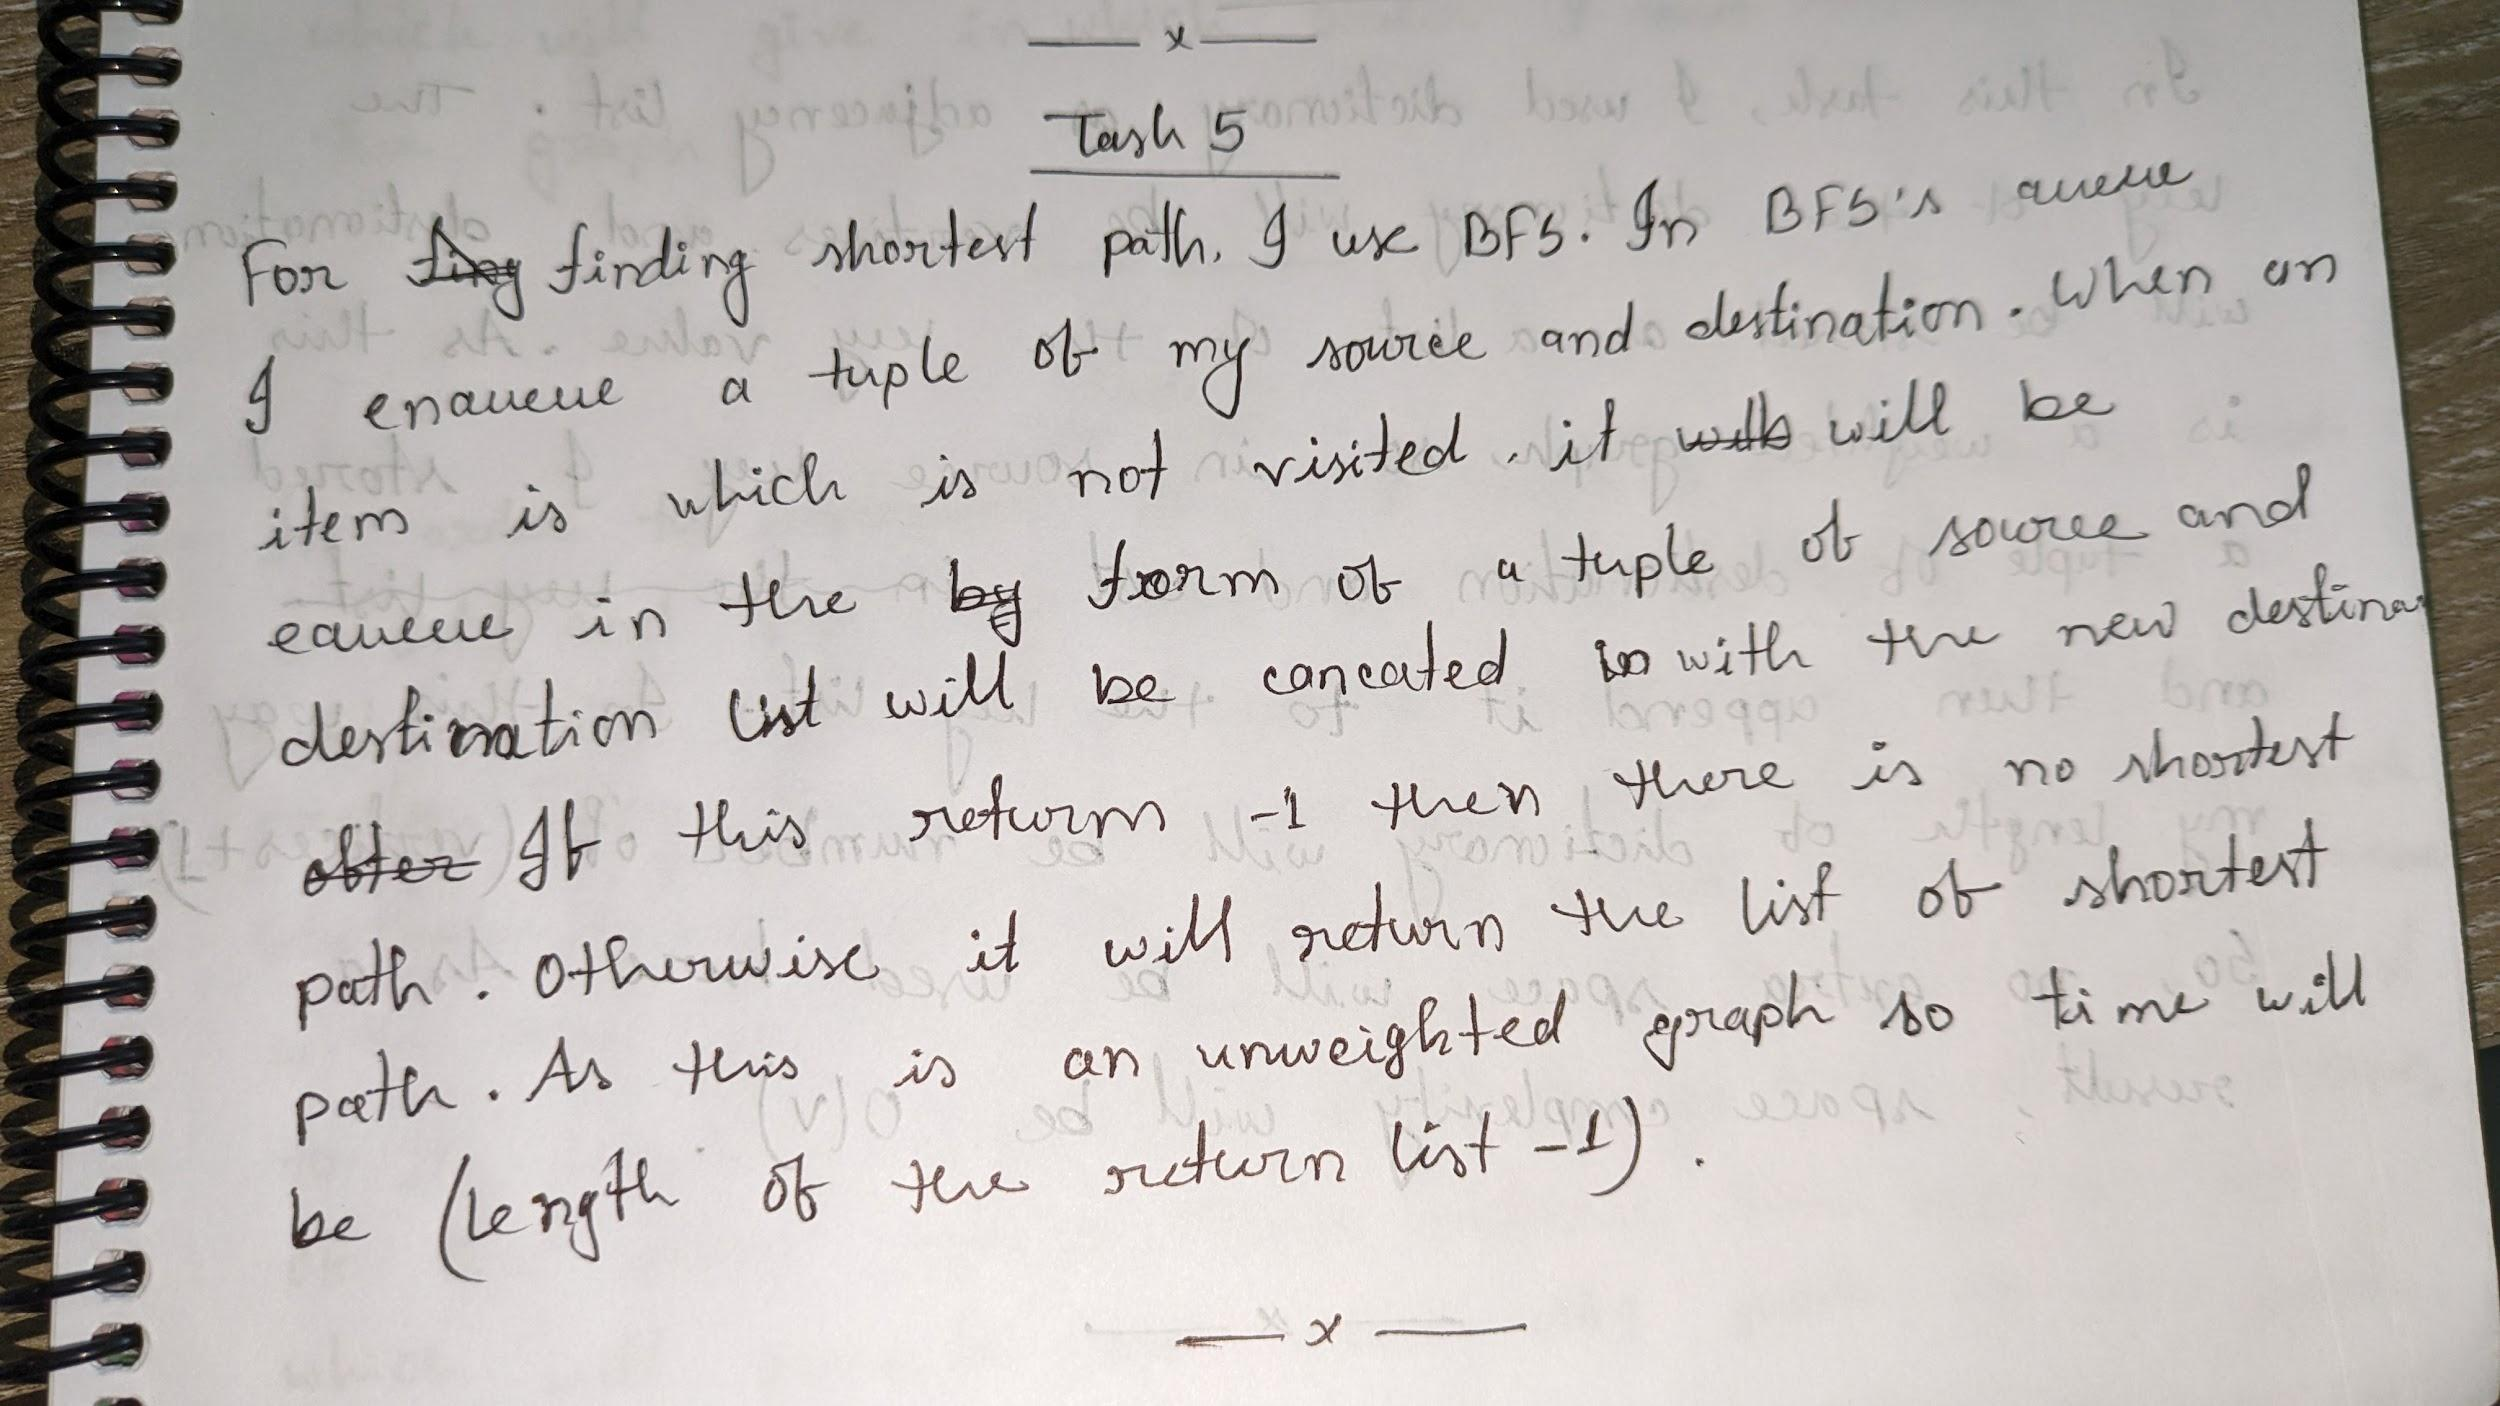 — x —
Task 5
For finding shortest path, I use BFS. In BFS's queue
I enqueue a tuple of my source and destination. When an
item is which is not visited, it will be
equeue in the form of a tuple of source and
destination list will be concated with the new destina
If this return -1 then there is no shortest
path. Otherwise it will return the list of shortest
path. As this is an unweighted graph so time will
be (length of the return list -1).
— x —